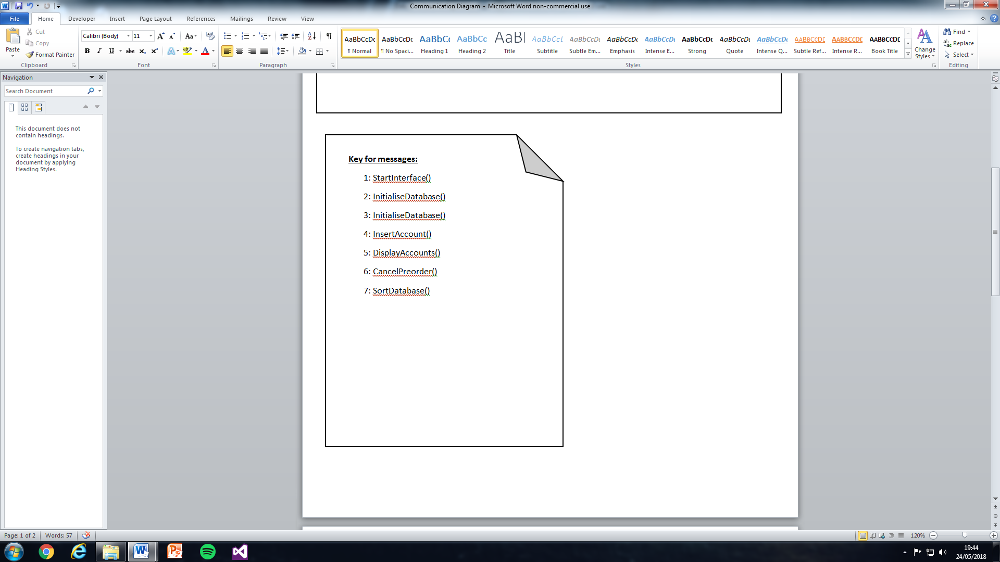 Communication Diagram - Microsoft Word non-commercial use
File Home Developer Insert Page Layout References Mailings Review View
Paste
Cut
Copy
Format Painter
Clipboard
Calibri (Body) 11
Font
Paragraph
AaBbCcDc AaBbCcDc AaBbCc AaBbCc AaBl AaBbCcL AaBbCcDc AaBbCcDc AaBbCcDc AaBbCcDc AaBbCcDc AaBbCcDc AABBCCDE AABBCCDE AABBCCDE
¶ Normal ¶ No Spaci... Heading 1 Heading 2 Title Subtitle Subtle Em... Emphasis Intense E... Strong Quote Intense Q... Subtle Ref... Intense R... Book Title
Styles
Change
Styles
Find
Replace
Select
Editing
Navigation
Search Document
This document does not
contain headings.
To create navigation tabs,
create headings in your
document by applying
Heading Styles.
Key for messages:
1: StartInterface()
2: InitialiseDatabase()
3: InitialiseDatabase()
4: InsertAccount()
5: DisplayAccounts()
6: CancelPreorder()
7: SortDatabase()
Page: 1 of 2 Words: 57
120%
19:44
24/05/2018